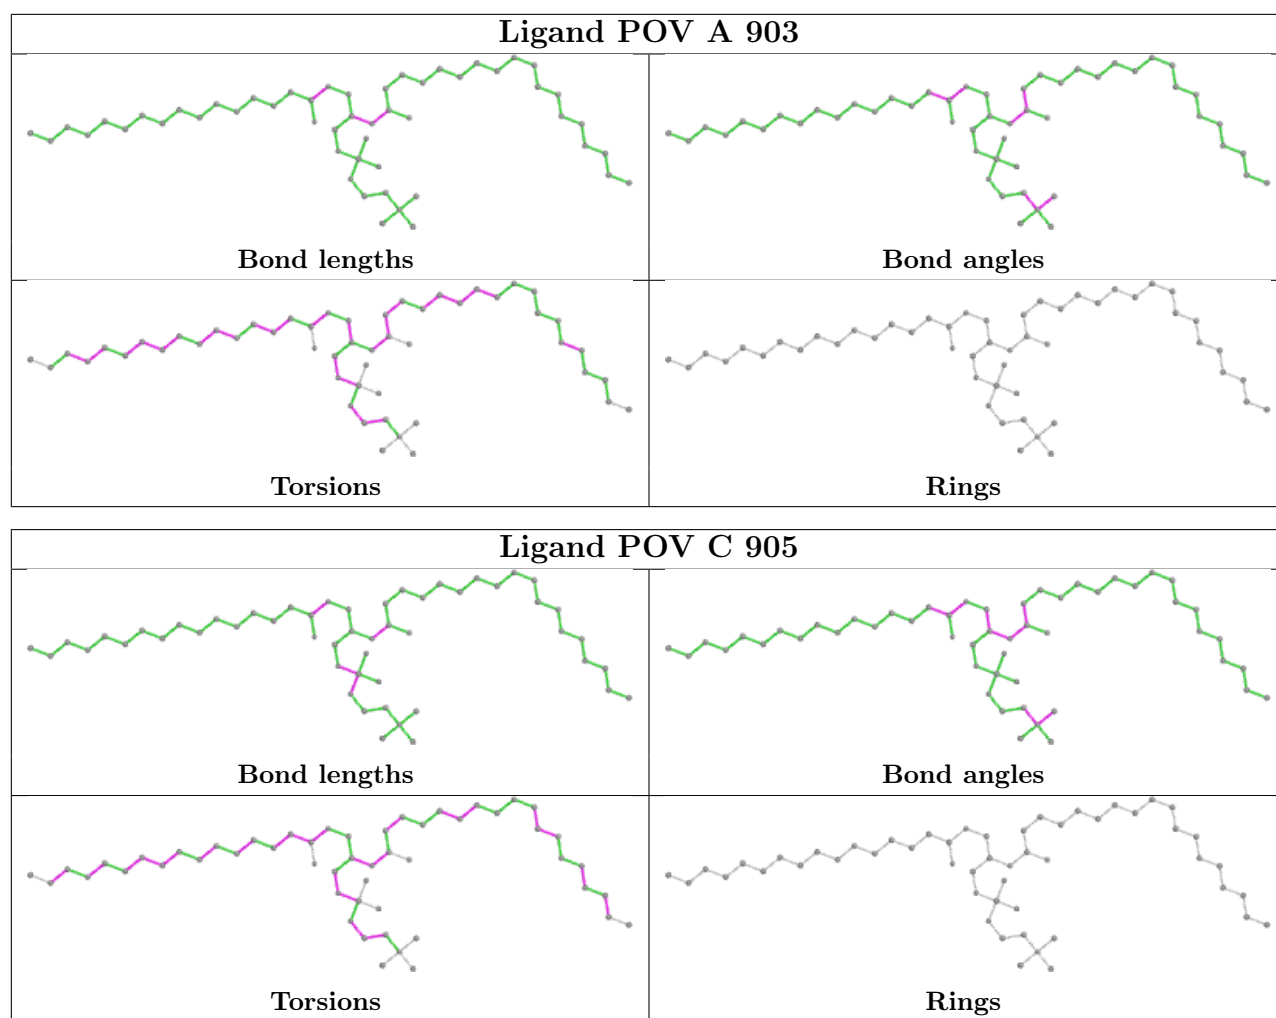 Ligand POV A 903
Bond lengths
Bond angles
Torsions
Rings
Ligand POV C 905
Bond lengths
Bond angles
Torsions
Rings